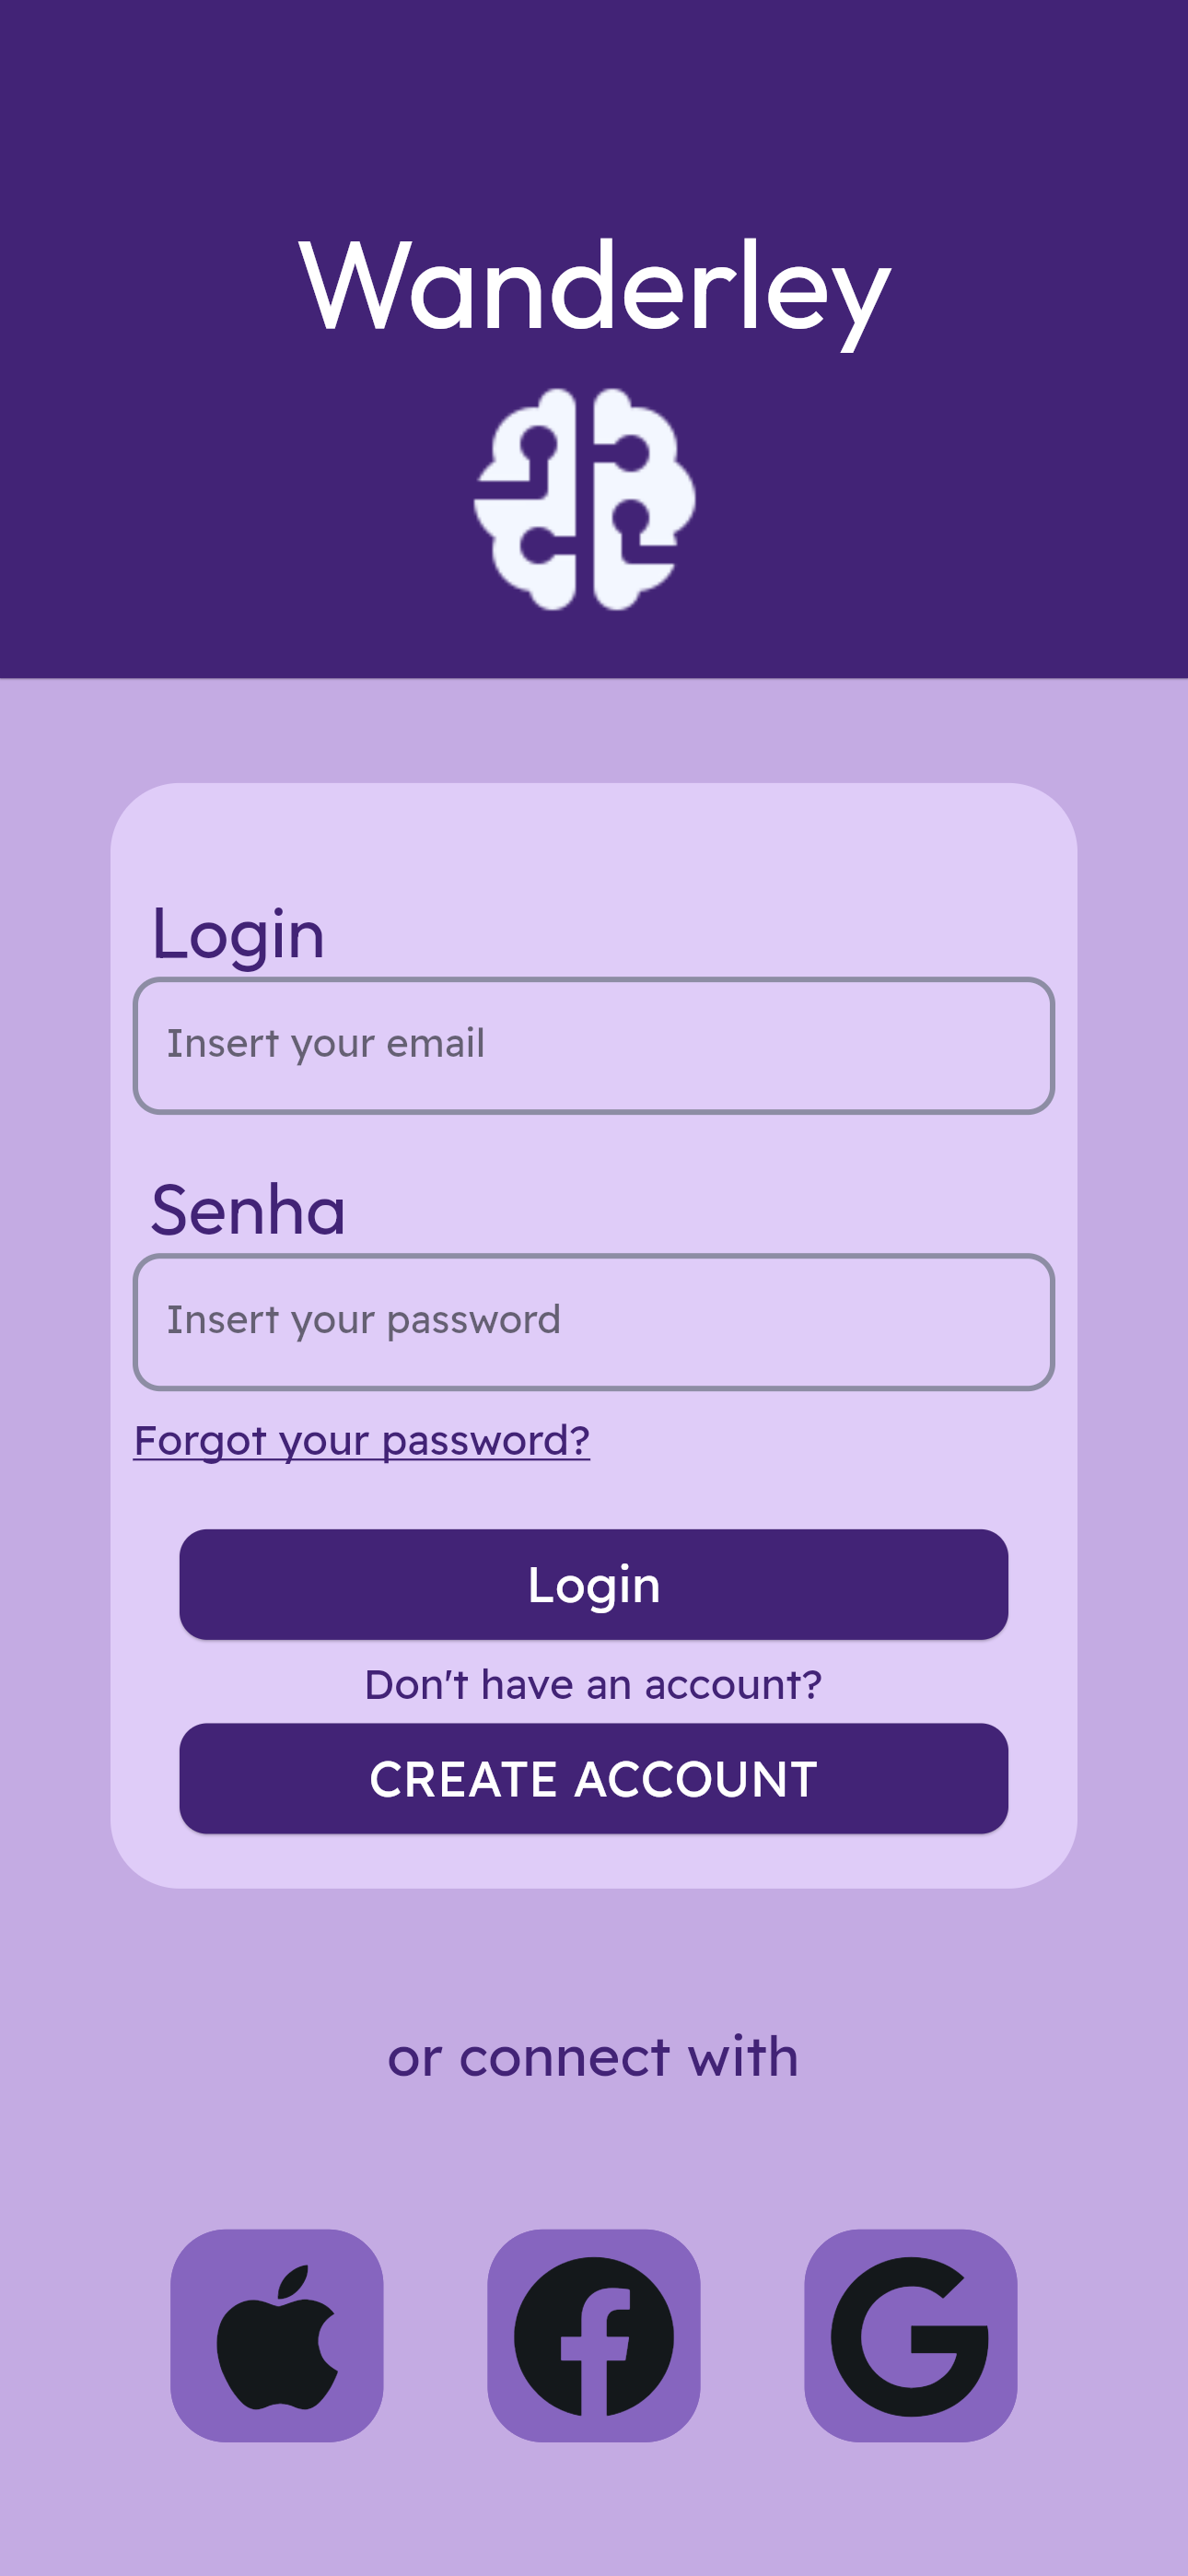 Wanderley
Login
Insert your email
Senha
Insert your password
Forgot your password?
Login
Don't have an account?
CREATE ACCOUNT
or connect with